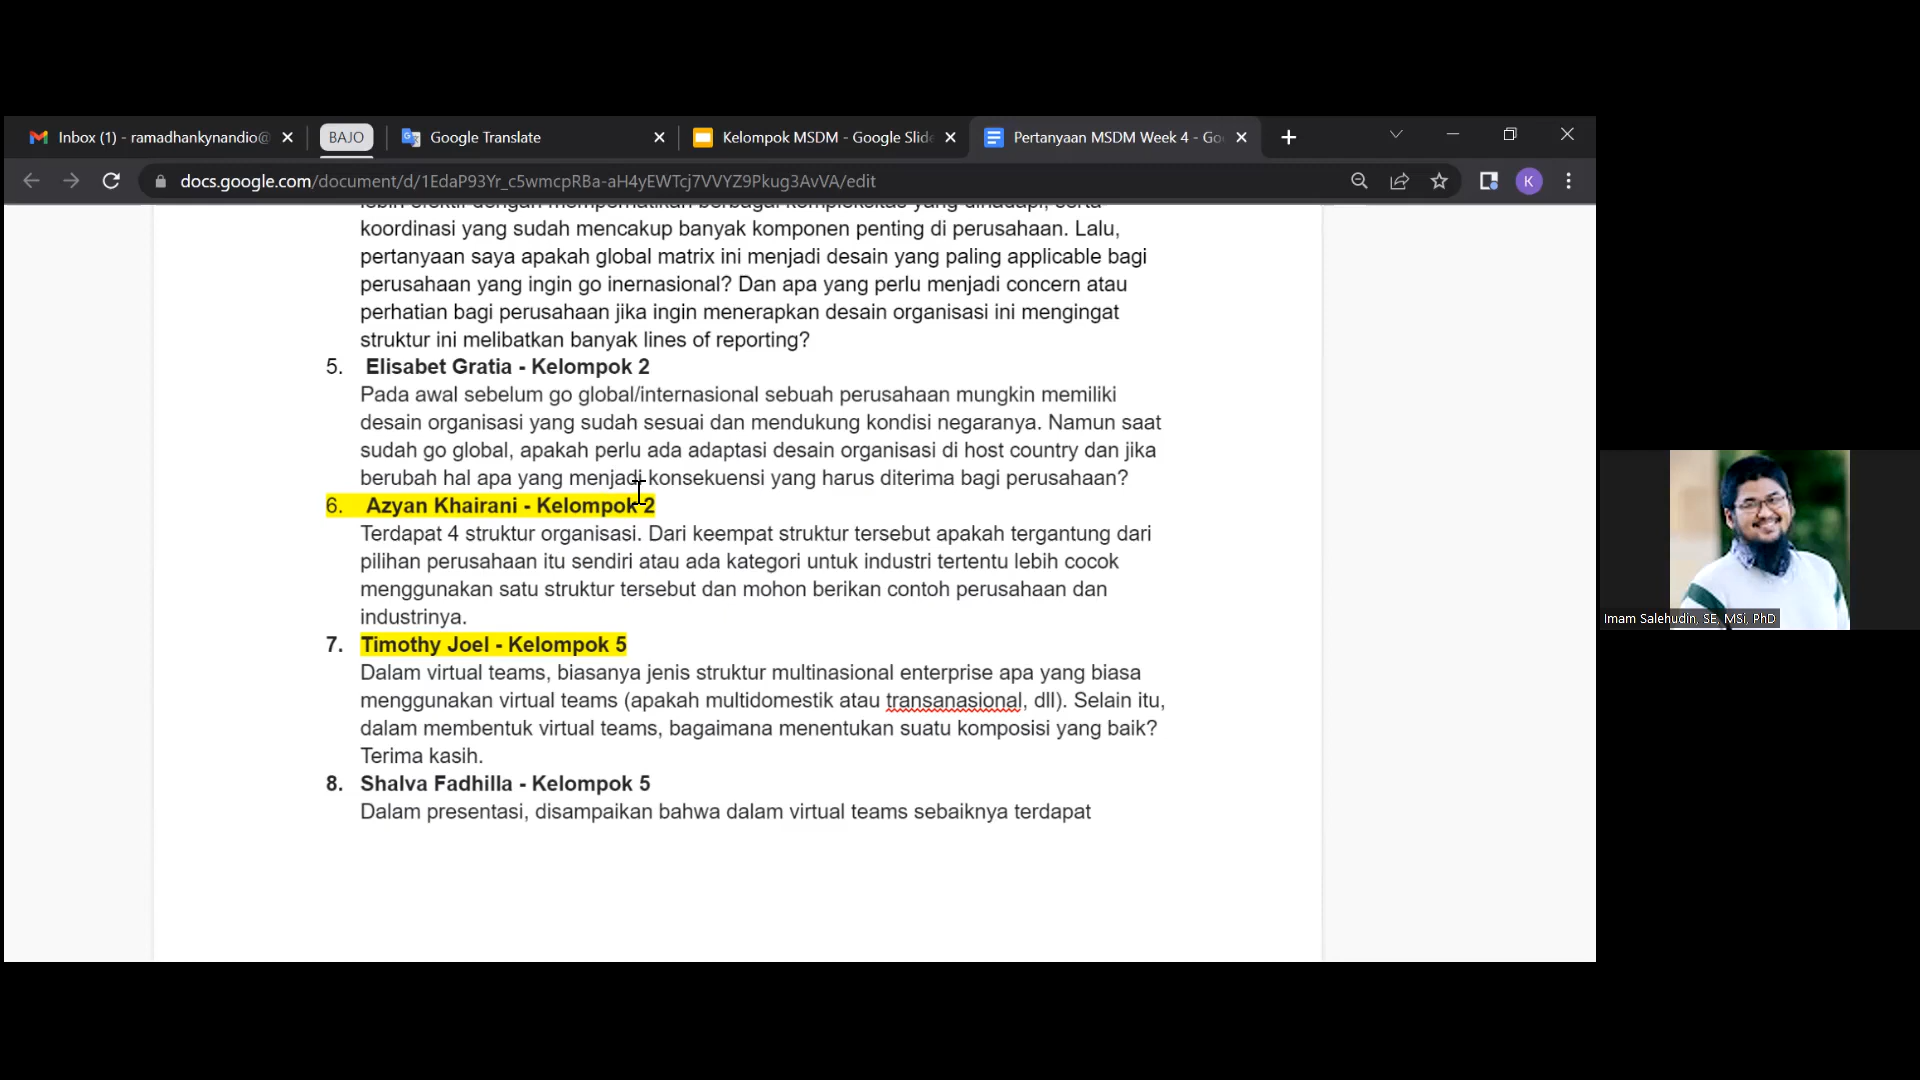 Inbox (1) - ramadhankynandio@
BAJO
Google Translate
Kelompok MSDM - Google Slide
Pertanyaan MSDM Week 4 - Go
docs.google.com/document/d/1EdaP93Yr_c5wmcpRBa-aH4yEWTcj7VVYZ9Pkug3AvVA/edit
K
lebih efektif dengan memperhatikan berbagai kompleksitas yang dihadapi, serta
koordinasi yang sudah mencakup banyak komponen penting di perusahaan. Lalu,
pertanyaan saya apakah global matrix ini menjadi desain yang paling applicable bagi
perusahaan yang ingin go inernasional? Dan apa yang perlu menjadi concern atau
perhatian bagi perusahaan jika ingin menerapkan desain organisasi ini mengingat
struktur ini melibatkan banyak lines of reporting?
5. Elisabet Gratia - Kelompok 2
Pada awal sebelum go global/internasional sebuah perusahaan mungkin memiliki
desain organisasi yang sudah sesuai dan mendukung kondisi negaranya. Namun saat
sudah go global, apakah perlu ada adaptasi desain organisasi di host country dan jika
berubah hal apa yang menjadi konsekuensi yang harus diterima bagi perusahaan?
6. Azyan Khairani - Kelompok 2
Terdapat 4 struktur organisasi. Dari keempat struktur tersebut apakah tergantung dari
pilihan perusahaan itu sendiri atau ada kategori untuk industri tertentu lebih cocok
menggunakan satu struktur tersebut dan mohon berikan contoh perusahaan dan
industrinya.
7. Timothy Joel - Kelompok 5
Dalam virtual teams, biasanya jenis struktur multinasional enterprise apa yang biasa
menggunakan virtual teams (apakah multidomestik atau transanasional, dll). Selain itu,
dalam membentuk virtual teams, bagaimana menentukan suatu komposisi yang baik?
Terima kasih.
8. Shalva Fadhilla - Kelompok 5
Dalam presentasi, disampaikan bahwa dalam virtual teams sebaiknya terdapat
Imam Salehudin, SE, MSi, PhD